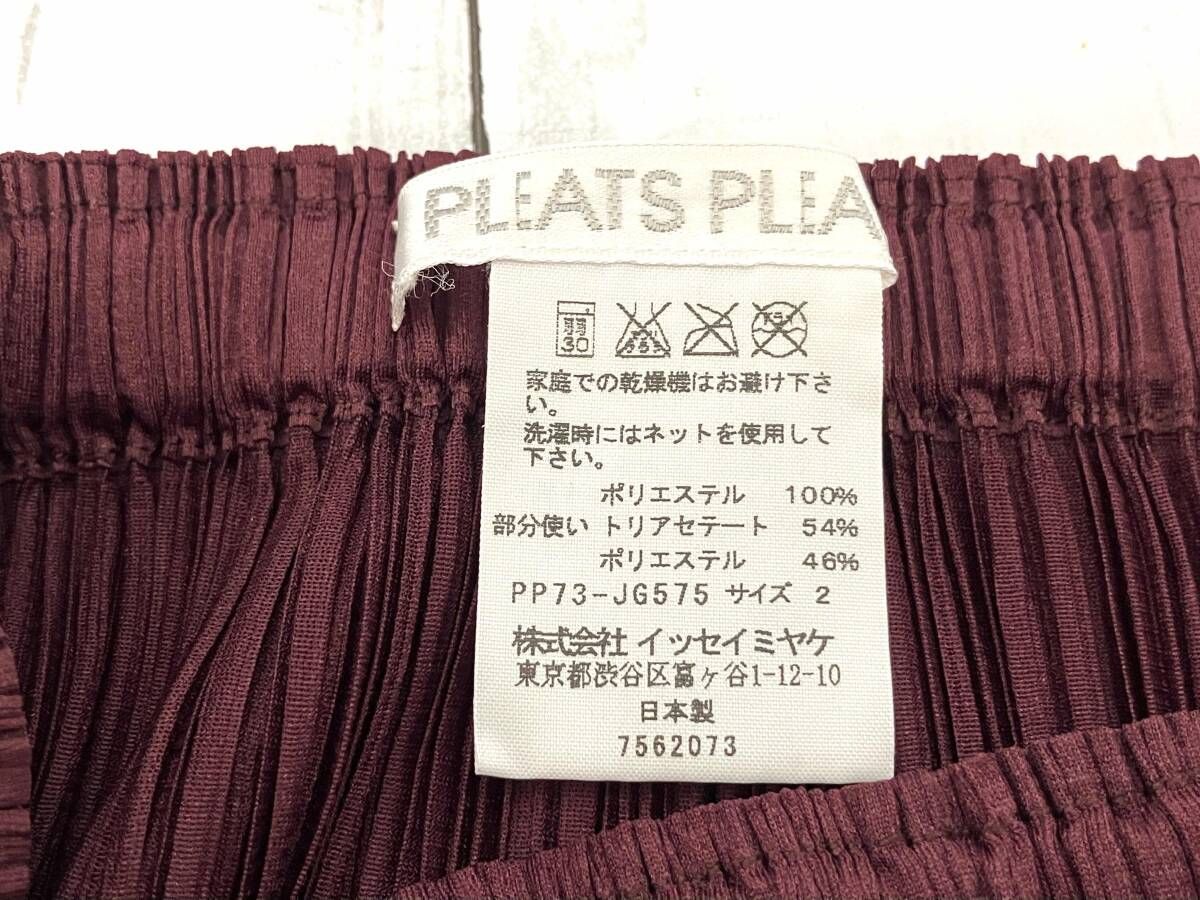 PLEATS PLEA
弱
30
家庭での乾燥機はお避け下さ
い。
洗濯時にはネットを使用して
下さい。
ポリエステル 100%
部分使い トリアセテート 54%
ポリエステル 46%
PP73-JG575 サイズ 2
株式会社 イッセイミヤケ
東京都渋谷区富ヶ谷1-12-10
日本製
7562073